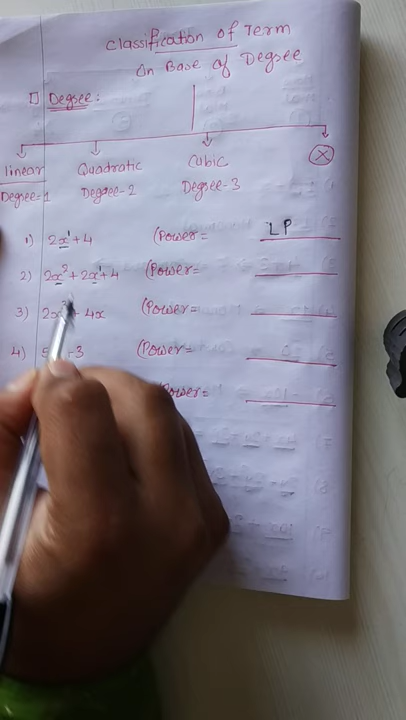 Classification of Term
On Base of Degree
Degree:
linear Quadratic Cubic X
Degree=1 Degree-2 Degree-3
1) 2x¹+4 (Power= LP
2) 2x²+2x¹+4 (Power=
3) 2x + 4x (Power=
4) -3 (Power=
(Power=